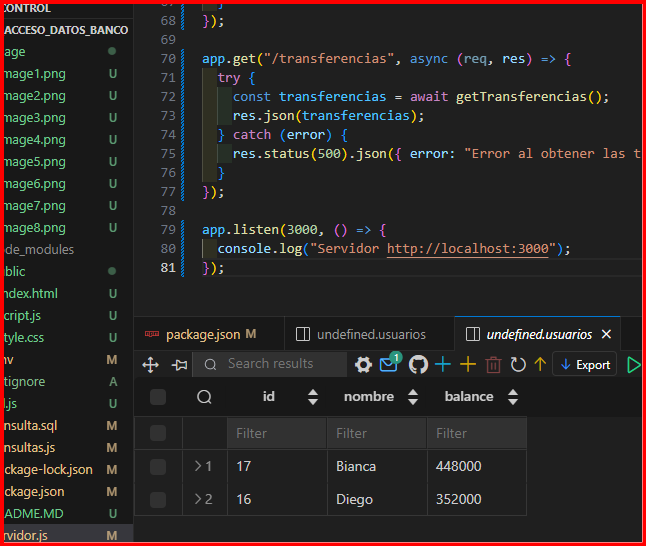 CONTROL
ACCESO_DATOS_BANCO
age
mage1.png U
mage2.png U
mage3.png U
mage4.png U
mage5.png U
mage6.png U
mage7.png U
mage8.png U
ode_modules
ublic
ndex.html U
cript.js U
tyle.css U
nv M
itignore A
l.js U
nsulta.sql M
nsultas.js M
ckage-lock.json M
ckage.json M
ADME.MD U
rvidor.js M
67 }
68 });
69
70 app.get("/transferencias", async (req, res) => {
71 try {
72 const transferencias = await getTransferencias();
73 res.json(transferencias);
74 } catch (error) {
75 res.status(500).json({ error: "Error al obtener las t
76 }
77 });
78
79 app.listen(3000, () => {
80 console.log("Servidor http://localhost:3000");
81 });
package.json M undefined.usuarios undefined.usuarios
Search results 1 Export
id nombre balance
Filter Filter Filter
1 17 Bianca 448000
2 16 Diego 352000